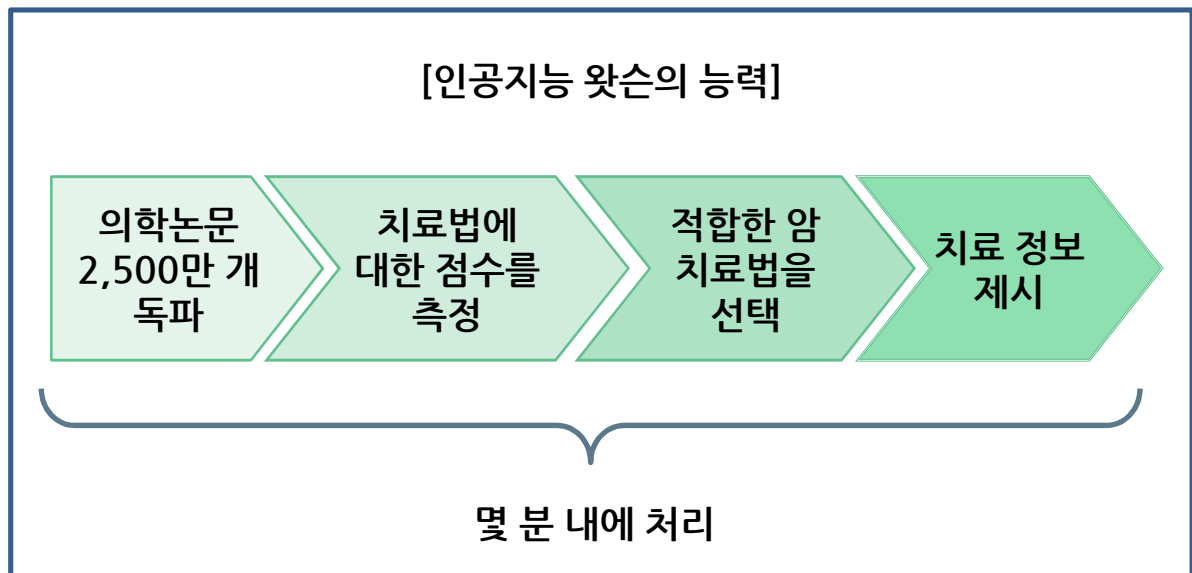 [인공지능 왓슨의 능력]
의학논문
2,500만 개
독파
치료법에
대한 점수를
측정
적합한 암
치료법을
선택
치료 정보
제시
몇 분 내에 처리